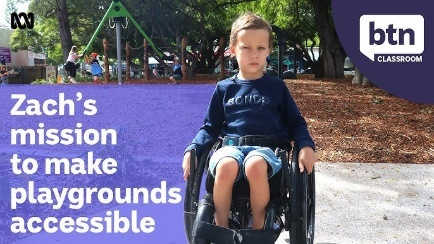 btn
CLASSROOM
BONDI
Zach's
mission
to make
playgrounds
accessible